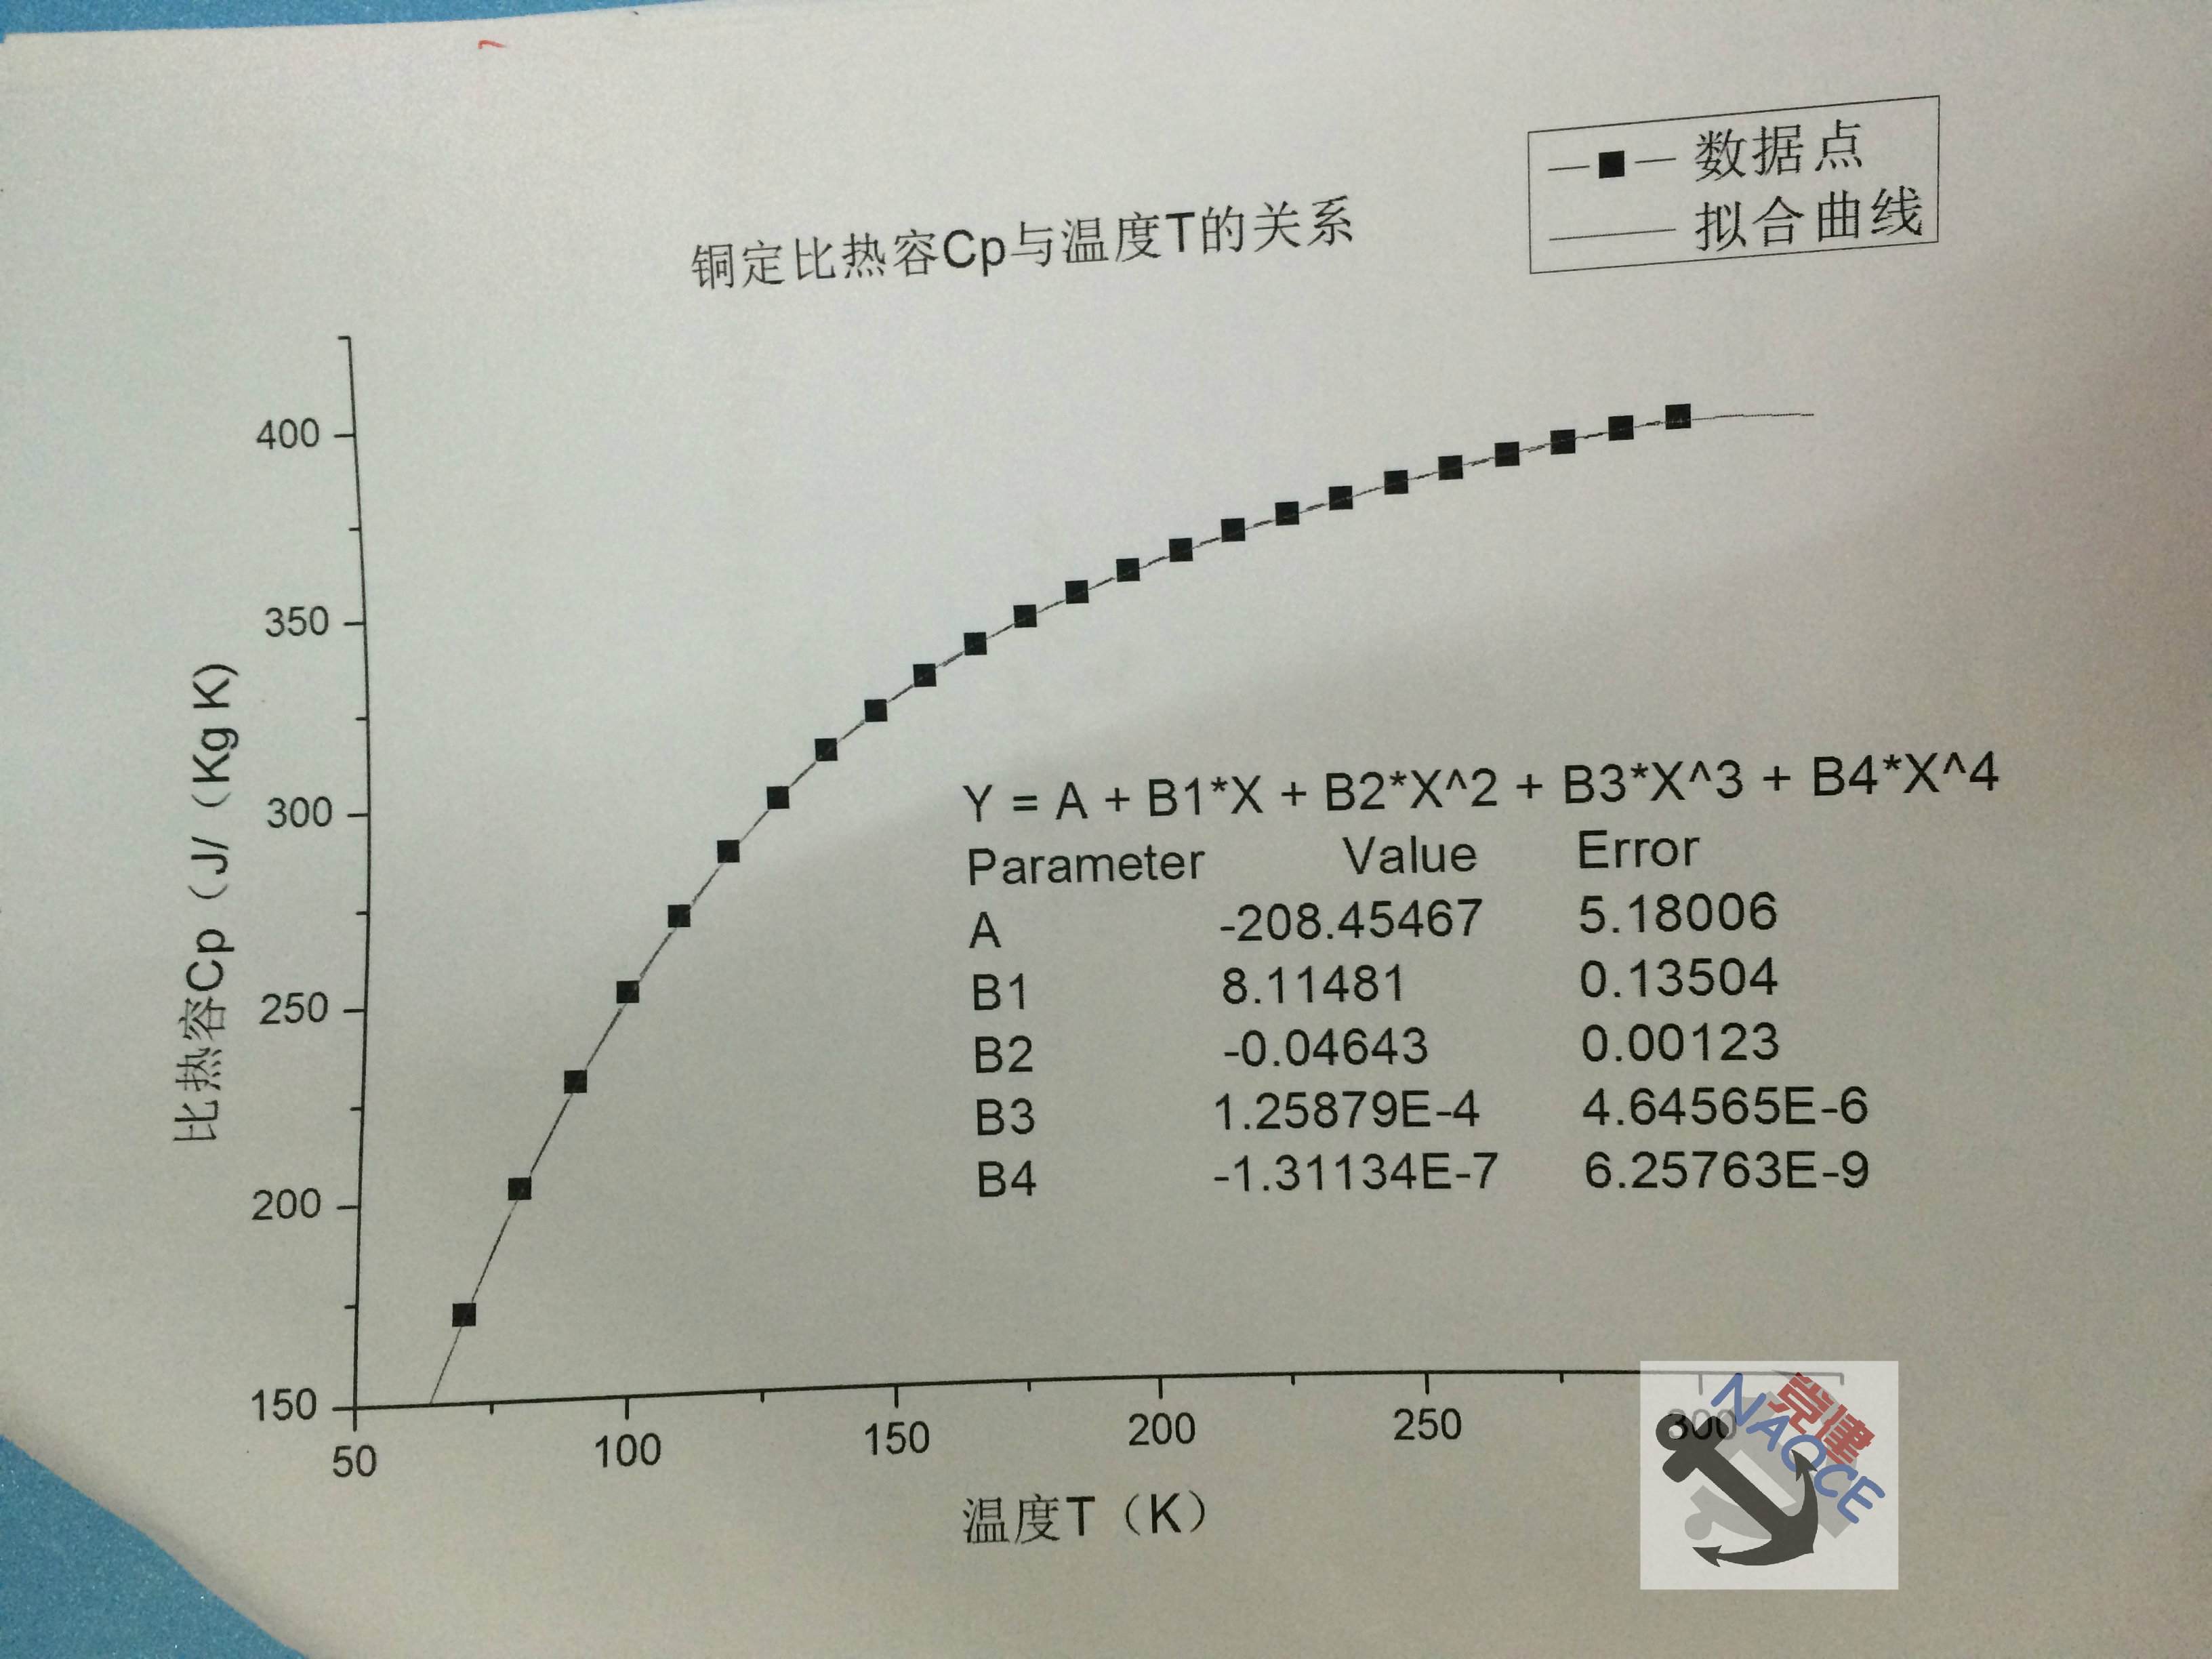 数据点
拟合曲线
铜定比热容Cp与温度T的关系
400
350
300
250
200
150
比热容Cp（J/（Kg K)
Y = A + B1*X + B2*X^2 + B3*X^3 + B4*X^4
Parameter Value Error
A -208.45467 5.18006
B1 8.11481 0.13504
B2 -0.04643 0.00123
B3 1.25879E-4 4.64565E-6
B4 -1.31134E-7 6.25763E-9
50 100 150 200 250 300
温度T（K）
党建
NAOCE